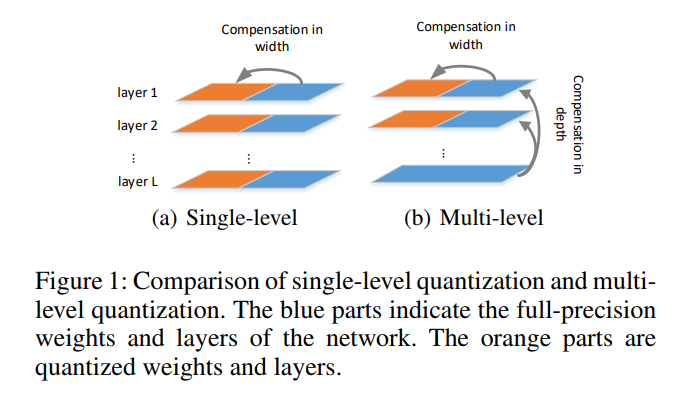 Compensation in
width
Compensation in
width
layer 1
layer 2
⋮
⋮
layer L
⋮
Compensation in
depth
(a) Single-level
(b) Multi-level
Figure 1: Comparison of single-level quantization and multi-
level quantization. The blue parts indicate the full-precision
weights and layers of the network. The orange parts are
quantized weights and layers.